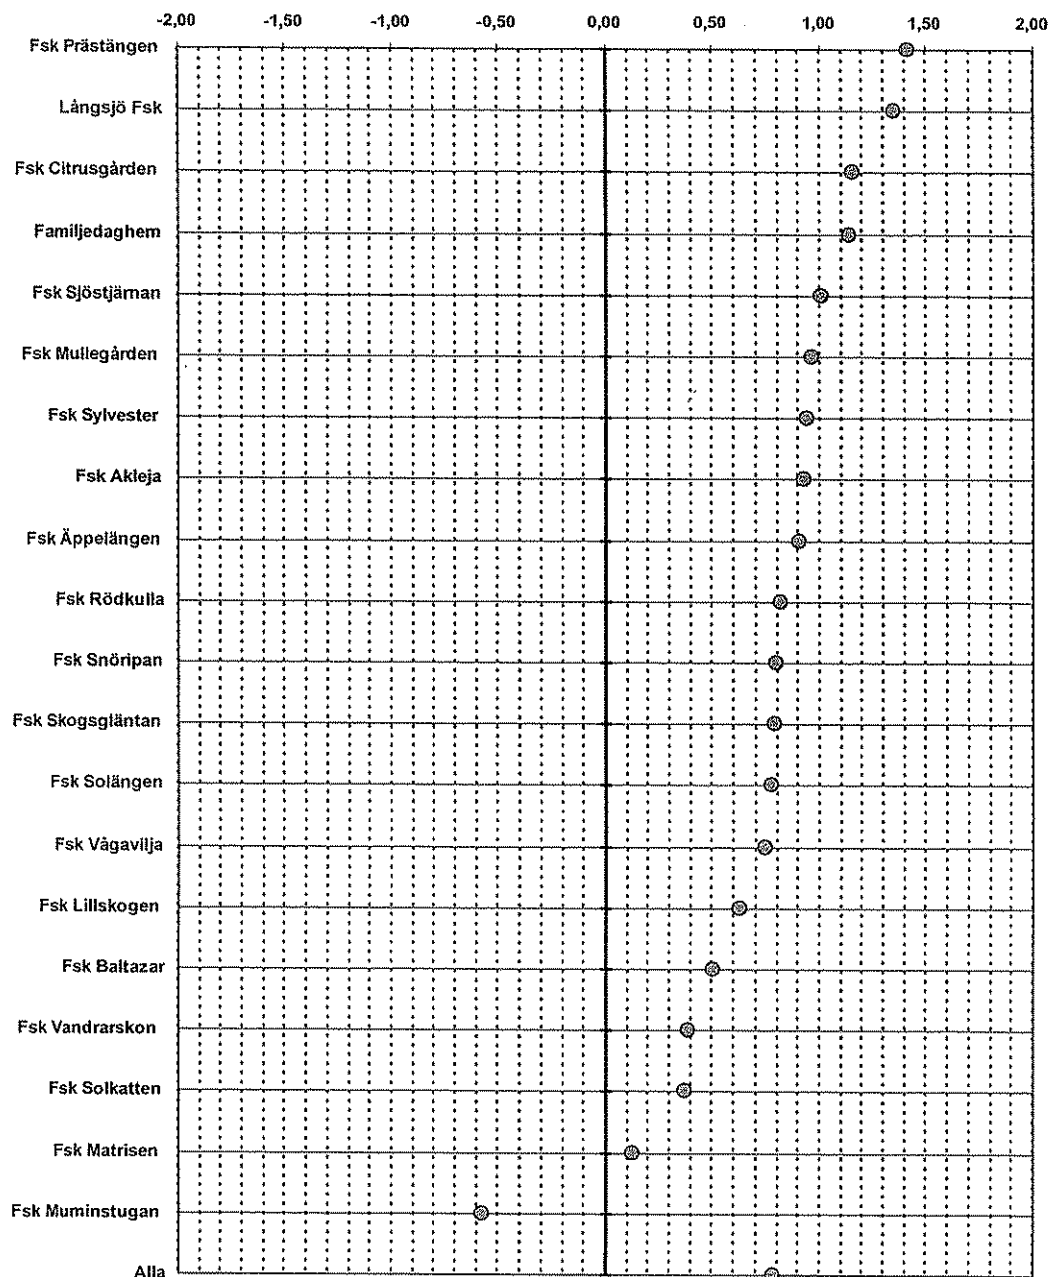 -2,00 -1,50 -1,00 -0,50 0,00 0,50 1,00 1,50 2,00
Fsk Prästängen
Långsjö Fsk
Fsk Citrusgården
Familjedaghem
Fsk Sjöstjärnan
Fsk Mullegården
Fsk Sylvester
Fsk Akleja
Fsk Äppelängen
Fsk Rödkulla
Fsk Snöripan
Fsk Skogsgläntan
Fsk Solängen
Fsk Vågavilja
Fsk Lillskogen
Fsk Baltazar
Fsk Vandrarskon
Fsk Solkatten
Fsk Matrisen
Fsk Muminstugan
Alla